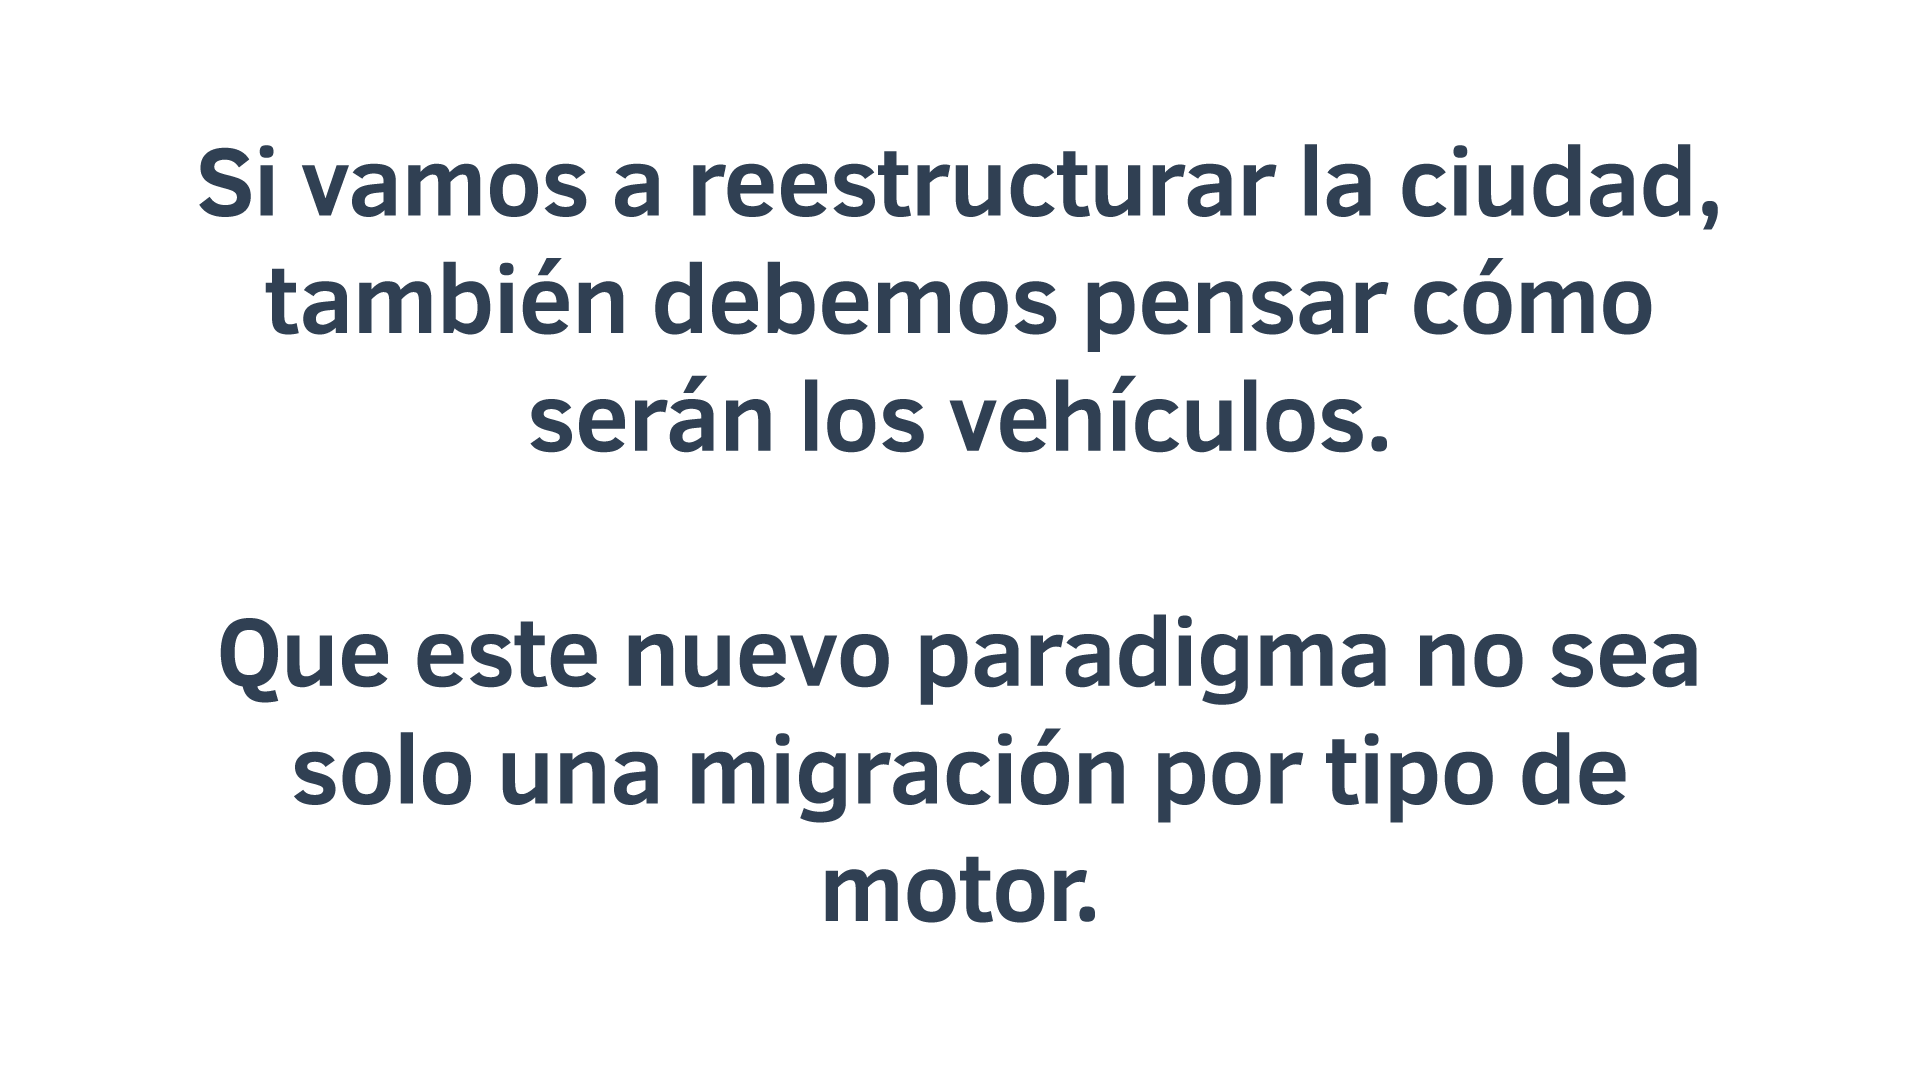 Si vamos a reestructurar la ciudad,
también debemos pensar cómo
serán los vehículos.
Que este nuevo paradigma no sea
solo una migración por tipo de
motor.